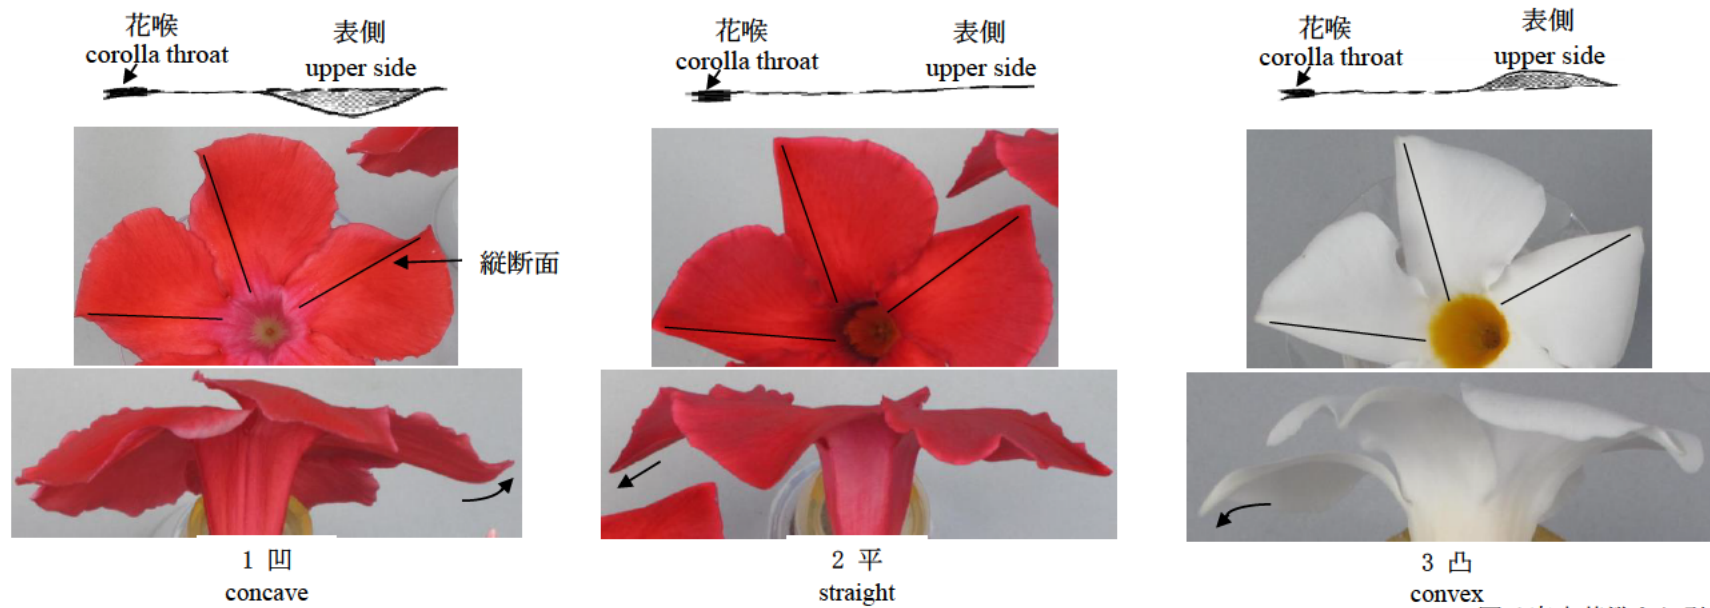 花喉
corolla throat
表側
upper side
花喉
corolla throat
表側
upper side
花喉
corolla throat
表側
upper side
縦断面
1 凹
concave
2 平
straight
3 凸
convex